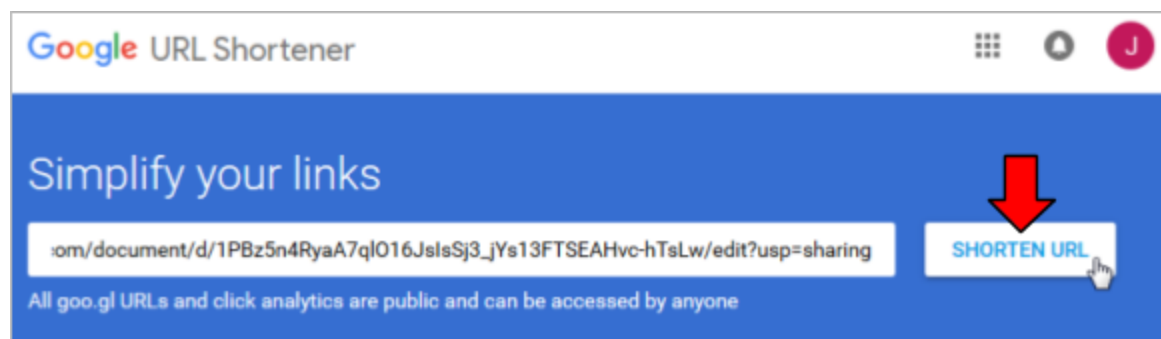 Google URL Shortener
J
Simplify your links
:om/document/d/1PBz5n4RyaA7qlO16JsIsSj3_jYs13FTSEAHvc-hTsLw/edit?usp=sharing
SHORTEN URL
All goo.gl URLs and click analytics are public and can be accessed by anyone